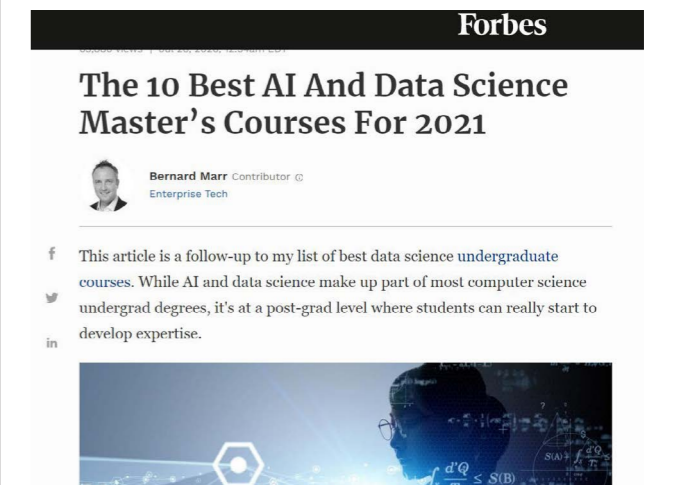 Forbes
The 10 Best AI And Data Science
Master's Courses For 2021
Bernard Marr Contributor
Enterprise Tech
This article is a follow-up to my list of best data science undergraduate
courses. While AI and data science make up part of most computer science
undergrad degrees, it's at a post-grad level where students can really start to
develop expertise.
f
in
d'Q
≤ S(B)